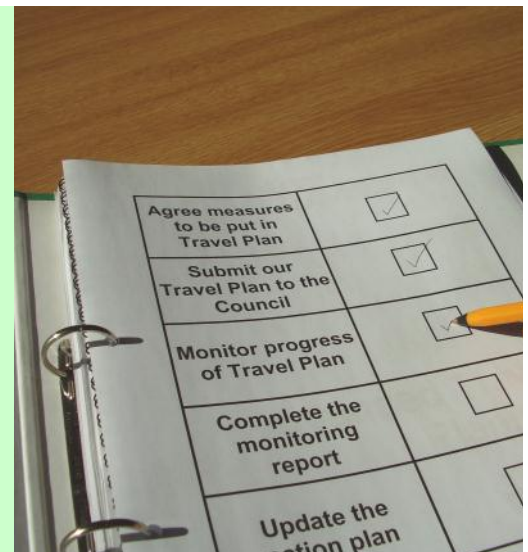 Agree measures
to be put in
Travel Plan
Submit our
Travel Plan to the
Council
Monitor progress
of Travel Plan
Complete the
monitoring
report
Update the
plan